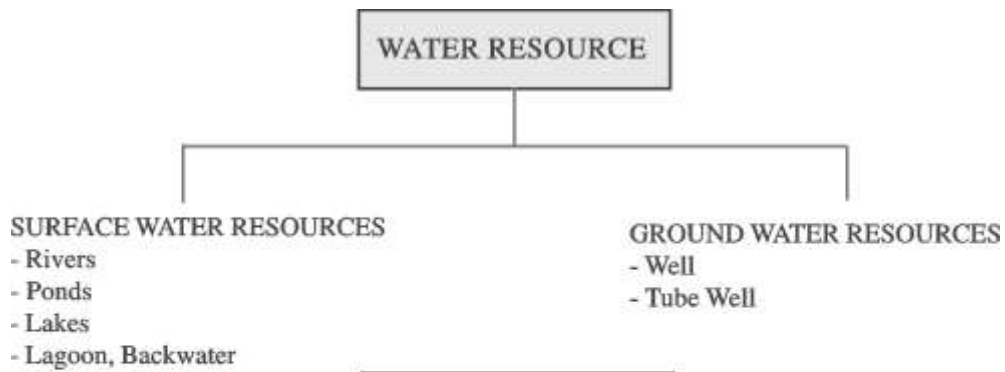 WATER RESOURCE
SURFACE WATER RESOURCES
- Rivers
- Ponds
- Lakes
- Lagoon, Backwater
GROUND WATER RESOURCES
- Well
- Tube Well